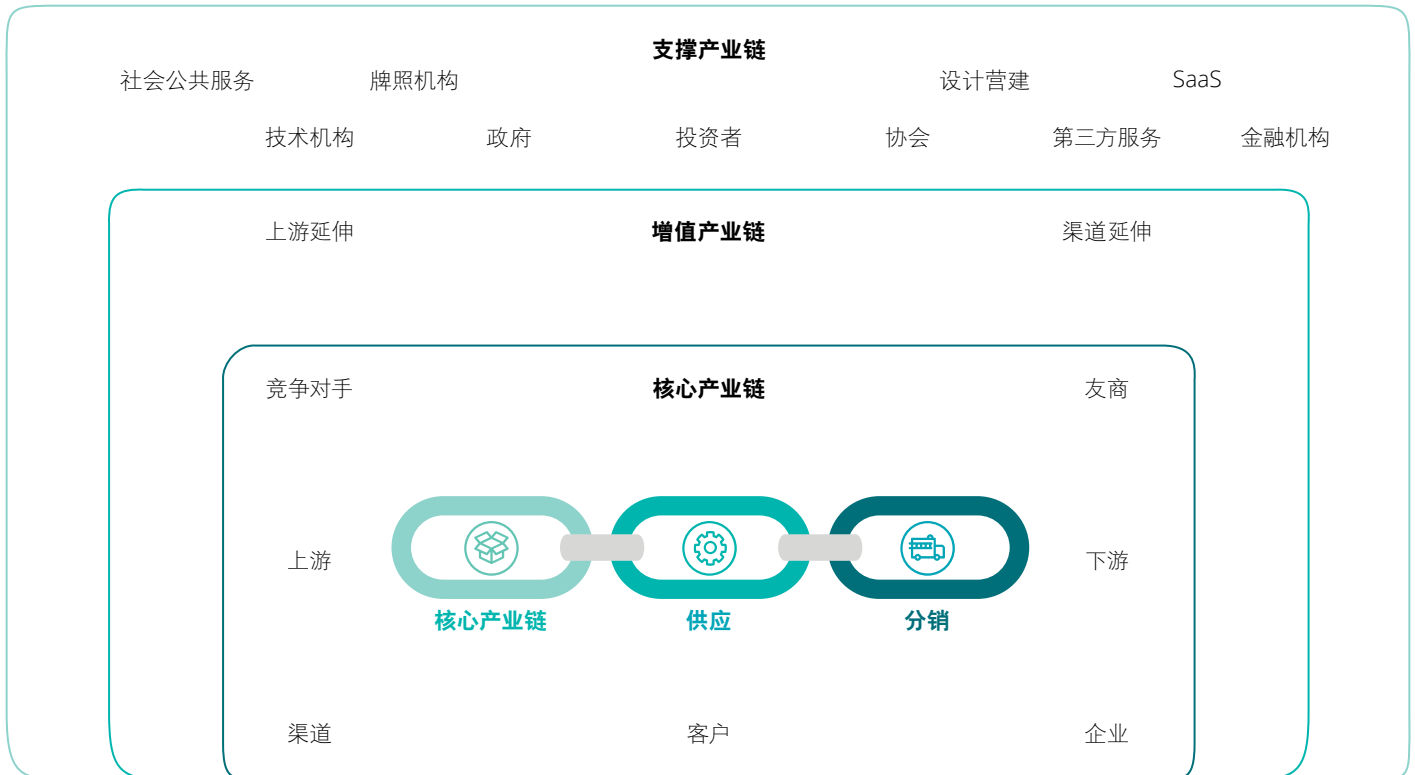 支撑产业链
社会公共服务 牌照机构 设计营建 SaaS
技术机构 政府 投资者 协会 第三方服务 金融机构
上游延伸 增值产业链 渠道延伸
竞争对手 核心产业链 友商
上游 下游
核心产业链 供应 分销
渠道 客户 企业